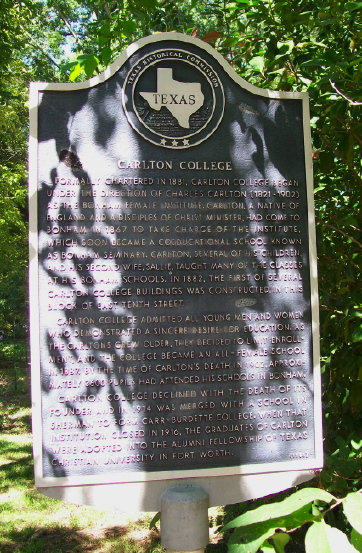 TEXAS HISTORICAL COMMISSION
TEXAS
CARLTON COLLEGE
FORMALLY CHARTERED IN 1881, CARLTON COLLEGE BEGAN
UNDER THE DIRECTION OF CHARLES CARLTON (1821-1902)
AS THE BONHAM FEMALE INSTITUTE. CARLTON, A NATIVE OF
ENGLAND AND A DISCIPLES OF CHRIST MINISTER, HAD COME TO
BONHAM IN 1867 TO TAKE CHARGE OF THE INSTITUTE,
WHICH SOON BECAME A COEDUCATIONAL SCHOOL KNOWN
AS BONHAM SEMINARY. CARLTON, SEVERAL OF HIS CHILDREN,
AND HIS SECOND WIFE, SALLIE, TAUGHT MANY OF THE CLASSES
AT HIS BONHAM SCHOOLS. IN 1882, THE FIRST OF SEVERAL
CARLTON COLLEGE BUILDINGS WAS CONSTRUCTED IN THIS
BLOCK OF EAST TENTH STREET.
CARLTON COLLEGE ADMITTED ALL YOUNG MEN AND WOMEN
WHO DEMONSTRATED A SINCERE DESIRE FOR EDUCATION. AS
THE CARLTONS GREW OLDER, THEY DECIDED TO LIMIT ENROLL-
MENT, AND THE COLLEGE BECAME AN ALL-FEMALE SCHOOL
IN 1887. BY THE TIME OF CARLTON'S DEATH IN 1902, APPROXI-
MATELY PUPILS HAD ATTENDED HIS SCHOOLS IN BONHAM.
CARLTON COLLEGE DECLINED WITH THE DEATH OF ITS
FOUNDER AND IN 1914 WAS MERGED WITH A SCHOOL IN
SHERMAN TO FORM CARR-BURDETTE COLLEGE. WHEN THAT
INSTITUTION CLOSED IN 1916, THE GRADUATES OF CARLTON
WERE ADOPTED INTO THE ALUMNI FELLOWSHIP OF TEXAS
CHRISTIAN UNIVERSITY IN FORT WORTH.